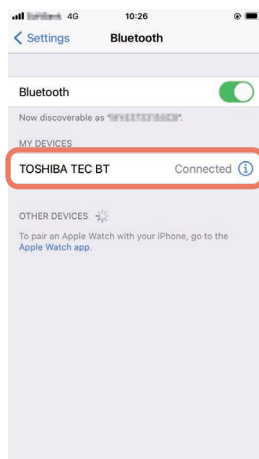 4G 10:26
Settings Bluetooth
Bluetooth
Now discoverable as "
MY DEVICES
TOSHIBA TEC BT Connected
OTHER DEVICES
To pair an Apple Watch with your iPhone, go to the
Apple Watch app.